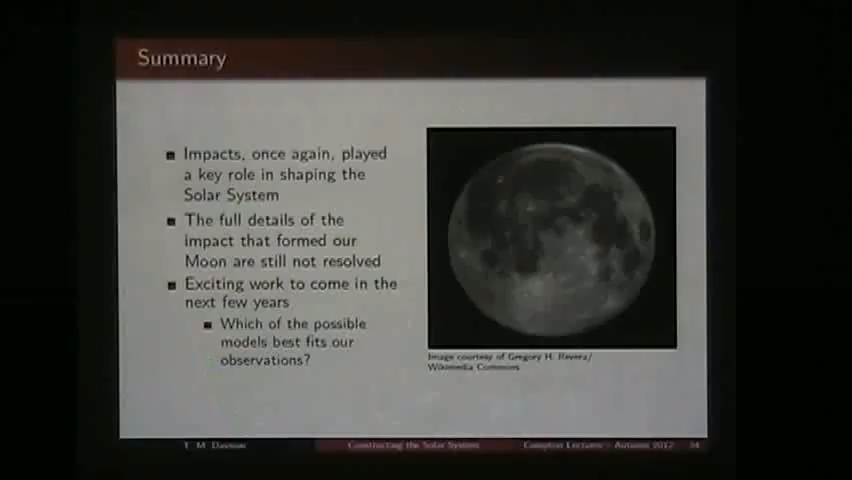 Summary
Impacts, once again, played
a key role in shaping the
Solar System
The full details of the
impact that formed our
Moon are still not resolved
Exciting work to come in the
next few years
Which of the possible
models best fits our
observations?
Image courtesy of Gregory H. Revera/
Wikimedia Commons
T. M. Davison
Constructing the Solar System
Compton Lectures – Autumn 2012